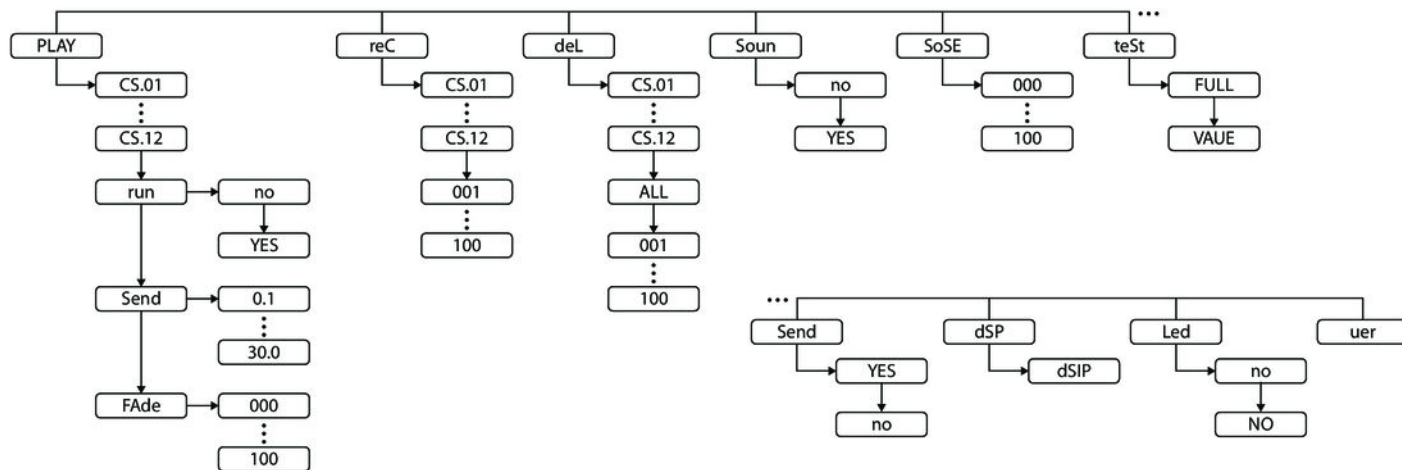 PLAY reC deL Soun SoSE teSt
CS.01 CS.01 CS.01 no 000 FULL
CS.12 CS.12 CS.12 YES 100 VAUE
run no 001 ALL
YES 100 001
Send 0.1 100
30.0
Send dSP Led uer
YES dSIP no
FAde 000
no NO
100